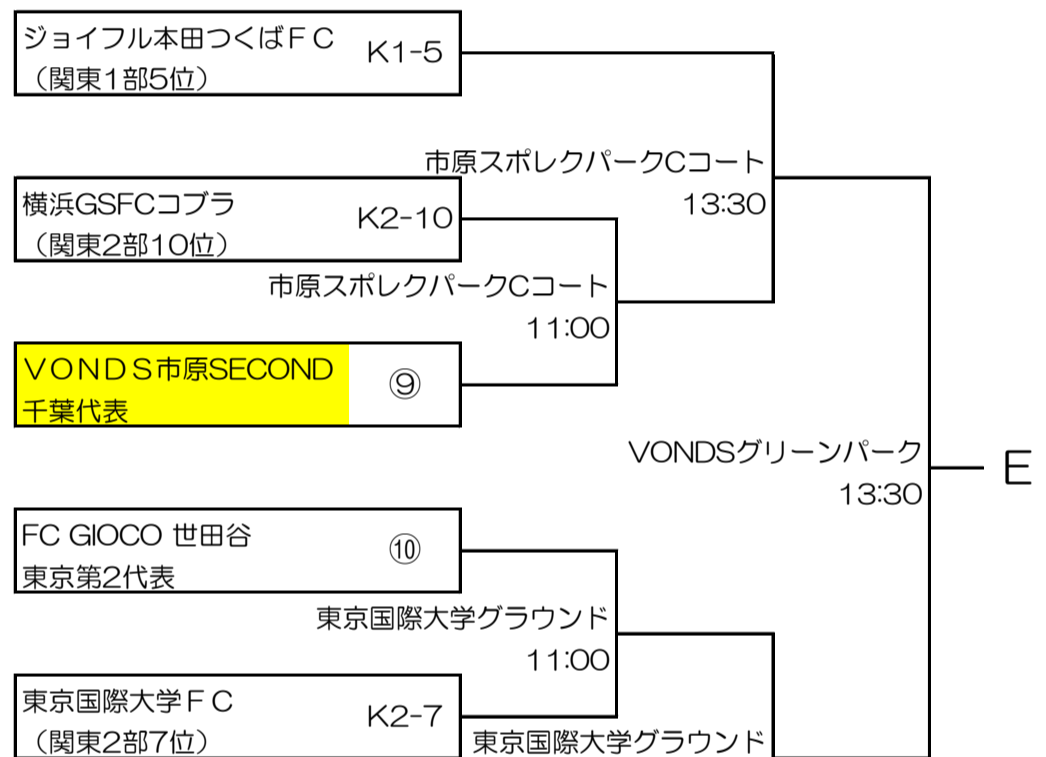 ジョイフル本田つくばＦＣ K1-5
（関東1部5位）
市原スポレクパークCコート
13:30
横浜GSFCコブラ K2-10
（関東2部10位）
市原スポレクパークCコート
11:00
ＶＯＮＤＳ市原SECOND ⑨
千葉代表
VONDSグリーンパーク
13:30
E
FC GIOCO 世田谷 ⑩
東京第2代表
東京国際大学グラウンド
11:00
東京国際大学ＦＣ K2-7
（関東2部7位）
東京国際大学グラウンド